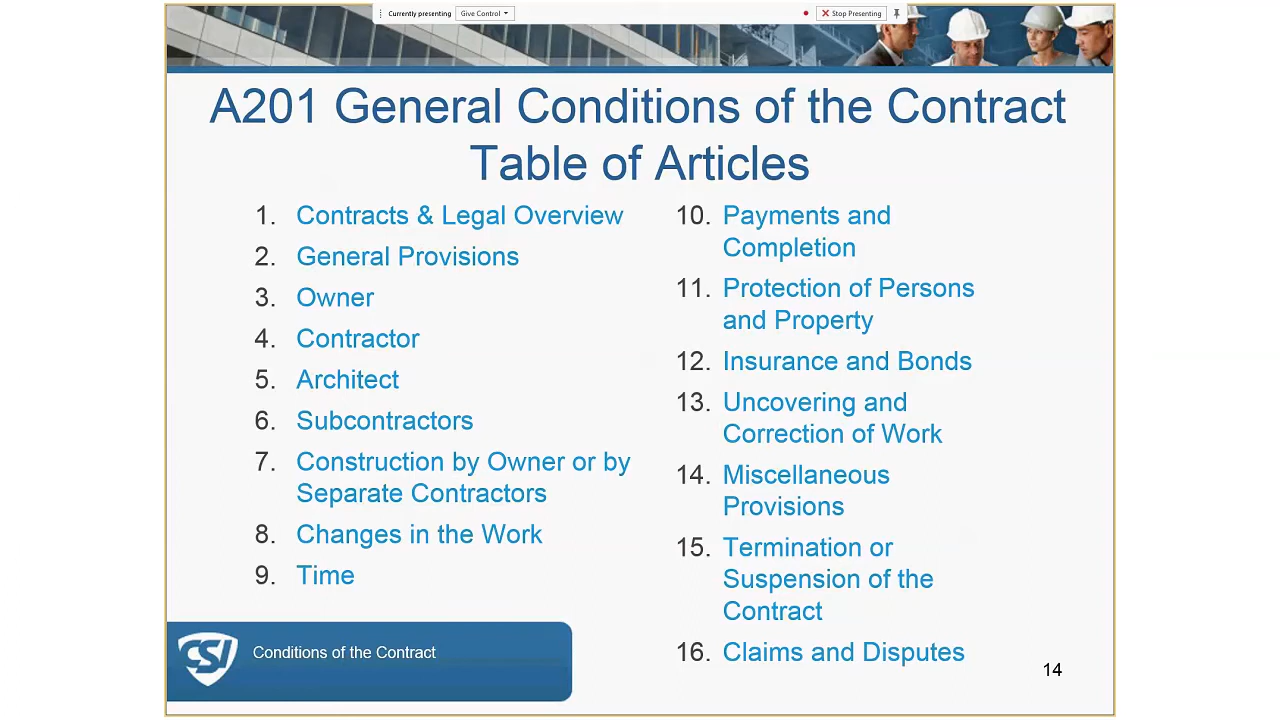 Currently presenting Give Control Stop Presenting
A201 General Conditions of the Contract
Table of Articles
1. Contracts & Legal Overview
2. General Provisions
3. Owner
4. Contractor
5. Architect
6. Subcontractors
7. Construction by Owner or by
Separate Contractors
8. Changes in the Work
9. Time
10. Payments and
Completion
11. Protection of Persons
and Property
12. Insurance and Bonds
13. Uncovering and
Correction of Work
14. Miscellaneous
Provisions
15. Termination or
Suspension of the
Contract
16. Claims and Disputes
CSI Conditions of the Contract
14